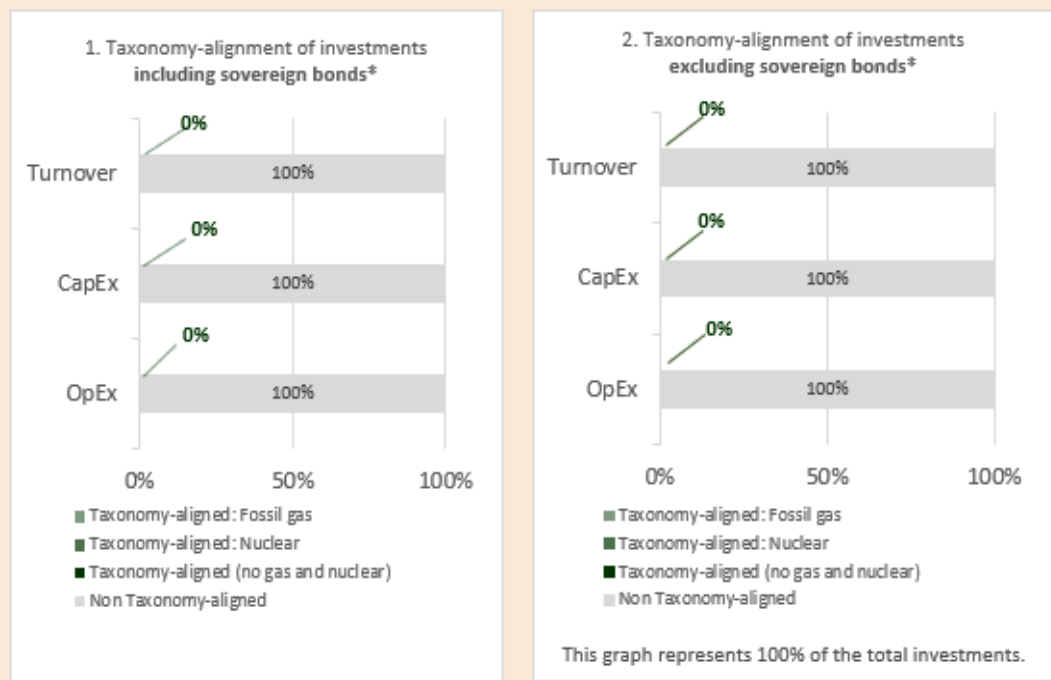 1. Taxonomy-alignment of investments
including sovereign bonds*
0%
Turnover
100%
0%
CapEx
100%
0%
OpEx
100%
0% 50% 100%
Taxonomy-aligned: Fossil gas
Taxonomy-aligned: Nuclear
Taxonomy-aligned (no gas and nuclear)
Non Taxonomy-aligned
2. Taxonomy-alignment of investments
excluding sovereign bonds*
0%
Turnover
100%
0%
CapEx
100%
0%
OpEx
100%
0% 50% 100%
Taxonomy-aligned: Fossil gas
Taxonomy-aligned: Nuclear
Taxonomy-aligned (no gas and nuclear)
Non Taxonomy-aligned
This graph represents 100% of the total investments.